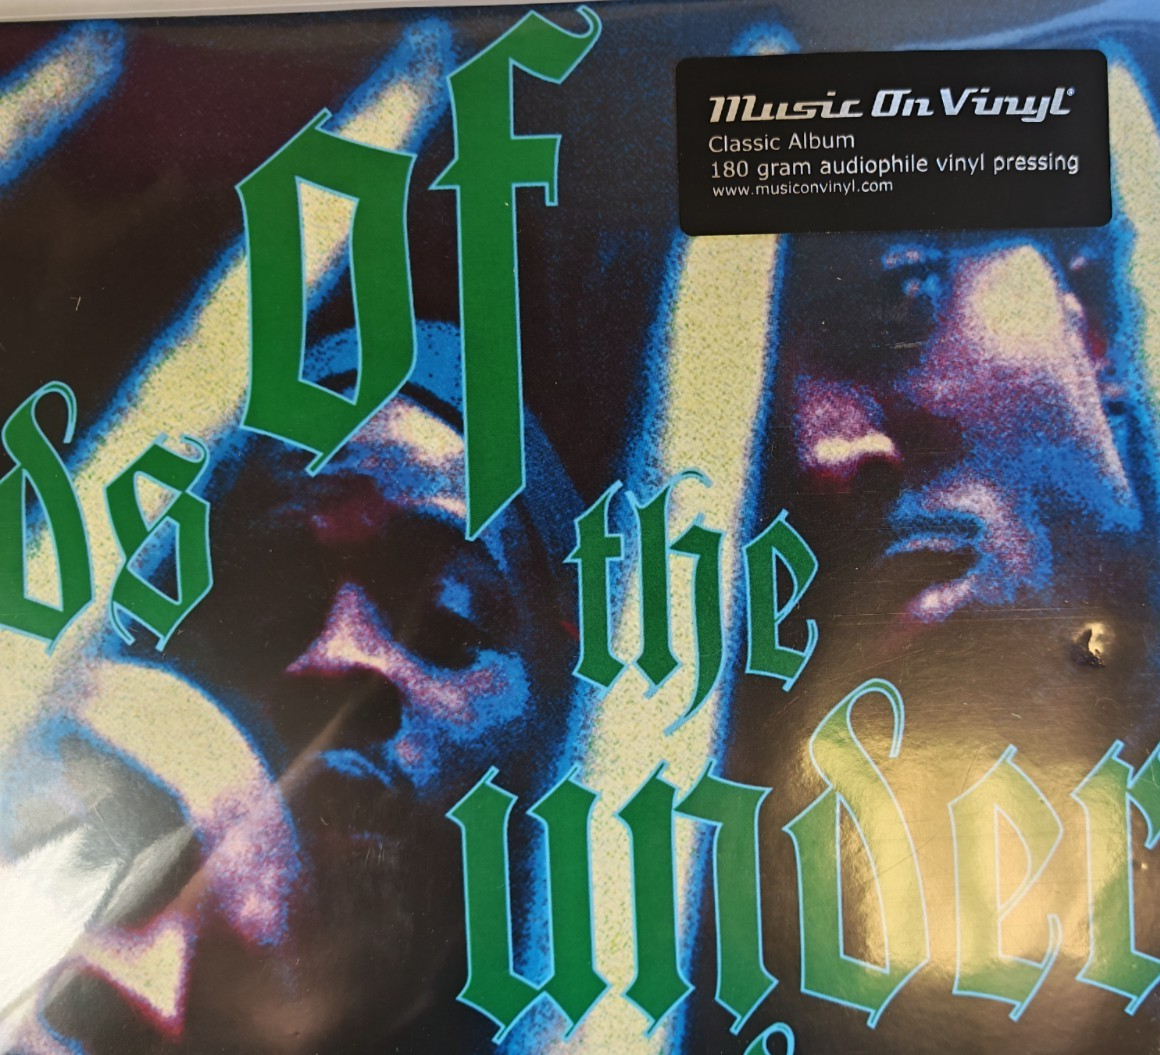 of
Music On Vinyl
Classic Album
180 gram audiophile vinyl pressing
www.musiconvinyl.com
ds
the
under